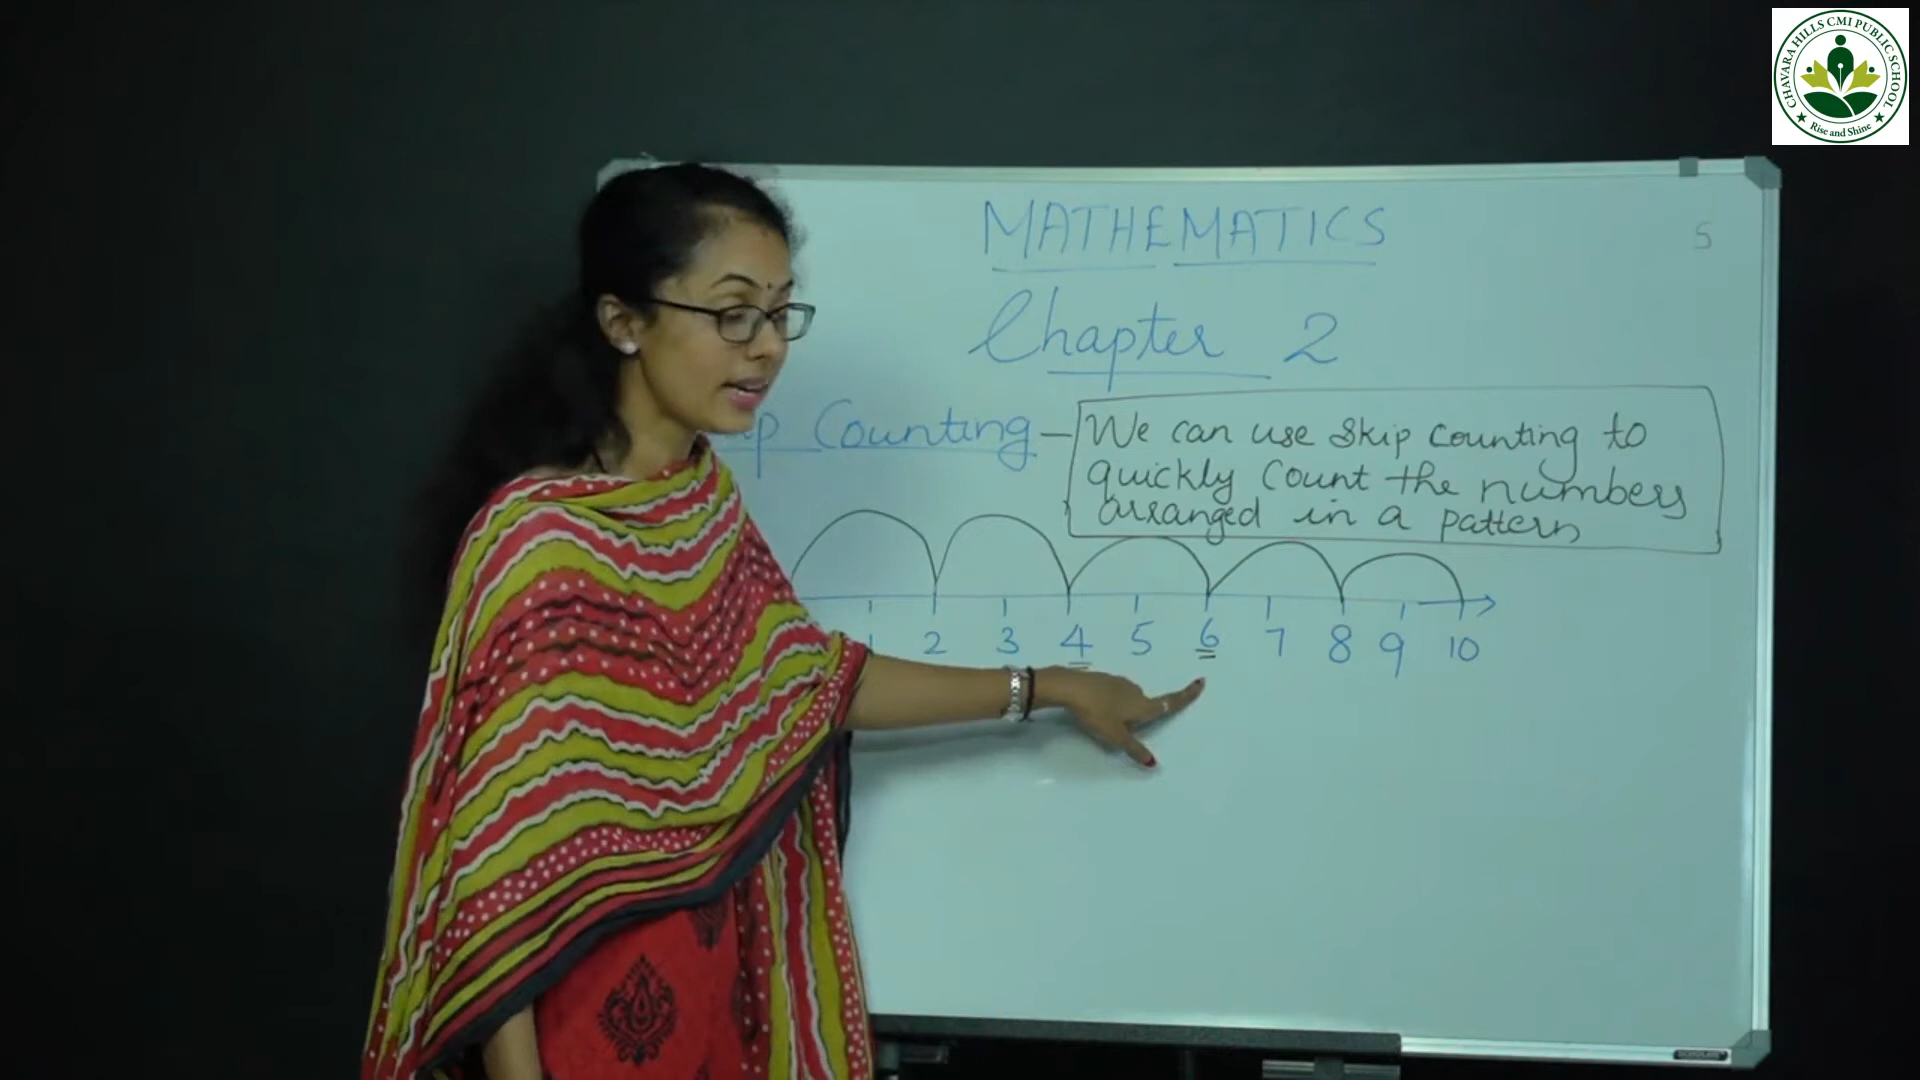 CHAVARA HILLS CMI PUBLIC SCHOOL
Rise and Shine
MATHEMATICS
5
Chapter 2
Counting – We can use skip counting to
quickly count the numbers
arranged in a pattern
1 2 3 4 5 6 7 8 9 10